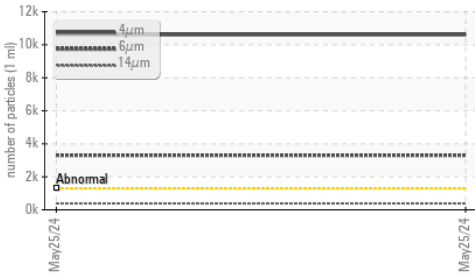 12k
10k
8k
6k
4k
2k
0k
number of particles (1 ml)
4μm
6μm
14μm
Abnormal
May25/24
May25/24